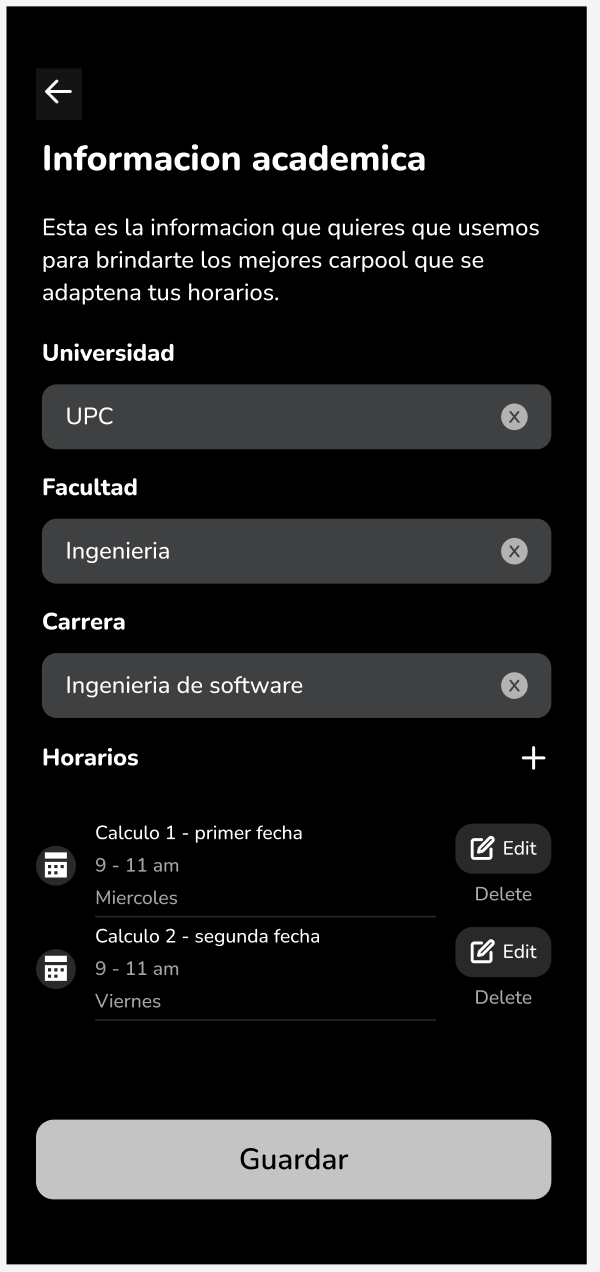 Informacion academica
Esta es la informacion que quieres que usemos
para brindarte los mejores carpool que se
adaptena tus horarios.
Universidad
UPC
X
Facultad
Ingenieria
X
Carrera
Ingenieria de software
X
Horarios
Calculo 1 - primer fecha
9 - 11 am
Miercoles
Edit
Delete
Calculo 2 - segunda fecha
9 - 11 am
Viernes
Edit
Delete
Guardar